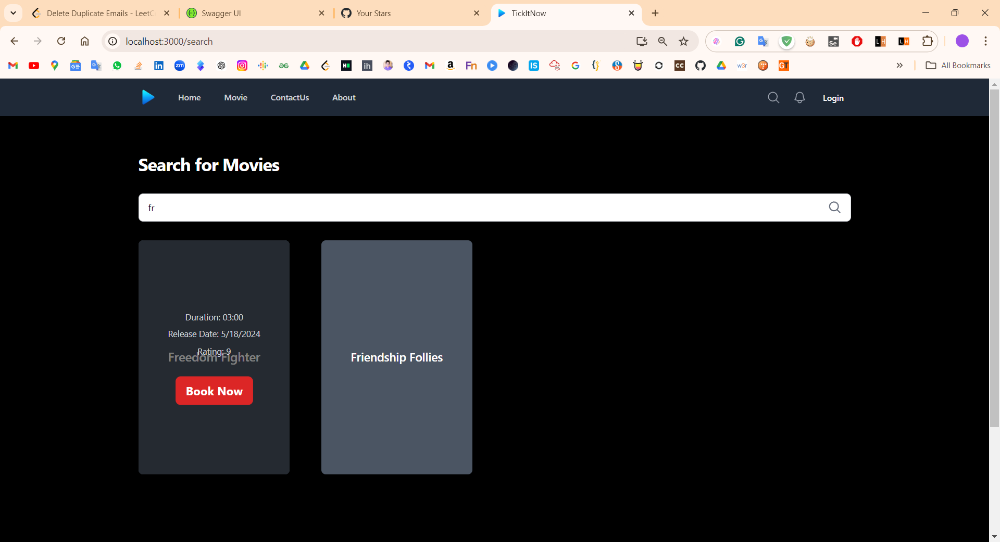 Delete Duplicate Emails - LeetC
Swagger UI
Your Stars
TickItNow
localhost:3000/search
All Bookmarks
Home
Movie
ContactUs
About
Login
Search for Movies
fr
Duration: 03:00
Release Date: 5/18/2024
Rating: 9
Freedom Fighter
Book Now
Friendship Follies